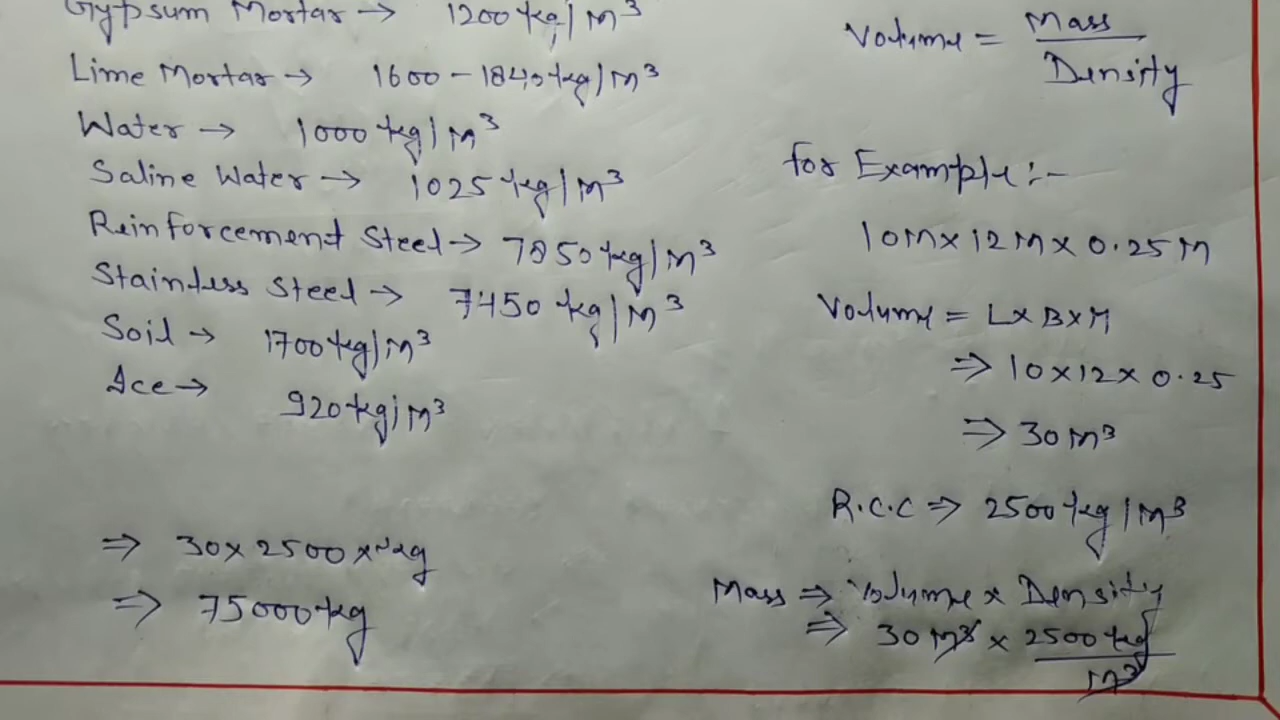 Gypsum Mortar → 1200 kg/m³
Lime Mortar → 1600 - 1840 kg/m³
Water → 1000 kg/m³
Saline Water → 1025 kg/m³
Reinforcement Steel → 7850 kg/m³
Stainless Steel → 7450 kg/m³
Soil → 1700 kg/m³
Ice → 920 kg/m³
⇒ 30 x 2500 x kg
⇒ 75000 kg
Volume = Mass
Density
for Example :-
10m x 12m x 0.25m
Volume = L x B x H
⇒ 10 x 12 x 0.25
⇒ 30 m³
R.C.C ⇒ 2500 kg/m³
Mass ⇒ Volume x Density
⇒ 30 m³ x 2500 kg
m³